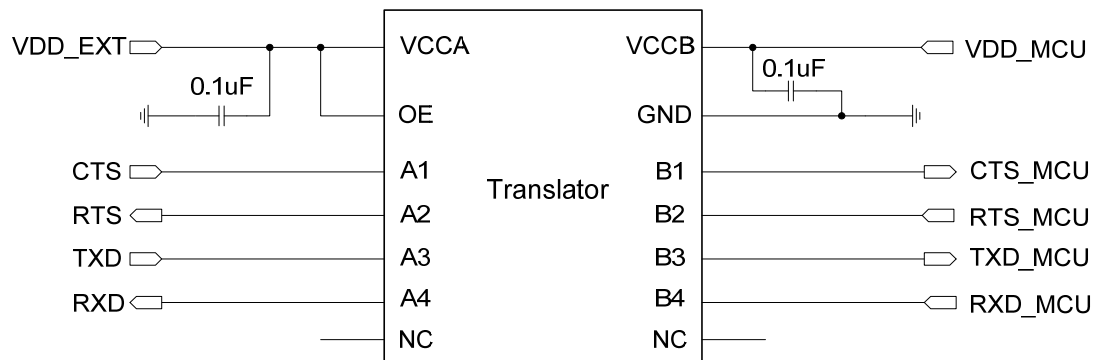 VDD_EXT VCCA VCCB VDD_MCU
0.1uF 0.1uF
OE GND
CTS A1 B1 CTS_MCU
Translator
RTS A2 B2 RTS_MCU
TXD A3 B3 TXD_MCU
RXD A4 B4 RXD_MCU
NC NC